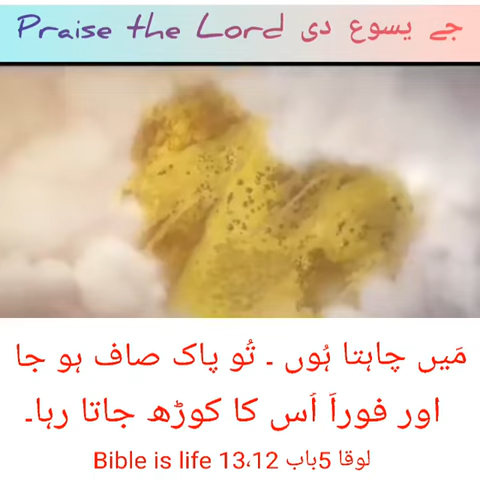 Praise the Lord جے یسوع دی
مَیں چاہتا ہُوں ۔ تُو پاک صاف ہو جا
اور فوراَ اَس کا کوڑھ جاتا رہا۔
لوقا 5باب 13،12 Bible is life